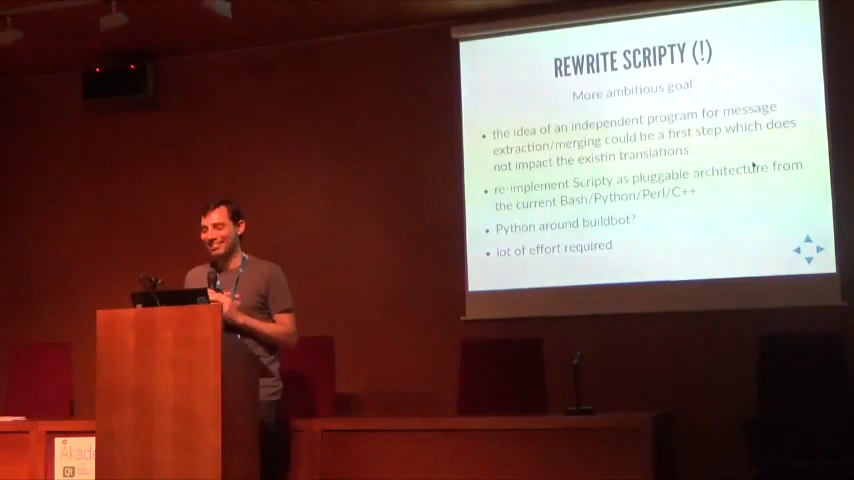 REWRITE SCRIPTY (!)
More ambitious goal:
• the idea of an independent program for message
extraction/merging could be a first step which does
not impact the existin translations
• re-implement Scripty as pluggable architecture from
the current Bash/Python/Perl/C++
• Python around buildbot?
• lot of effort required
Akade
Qt